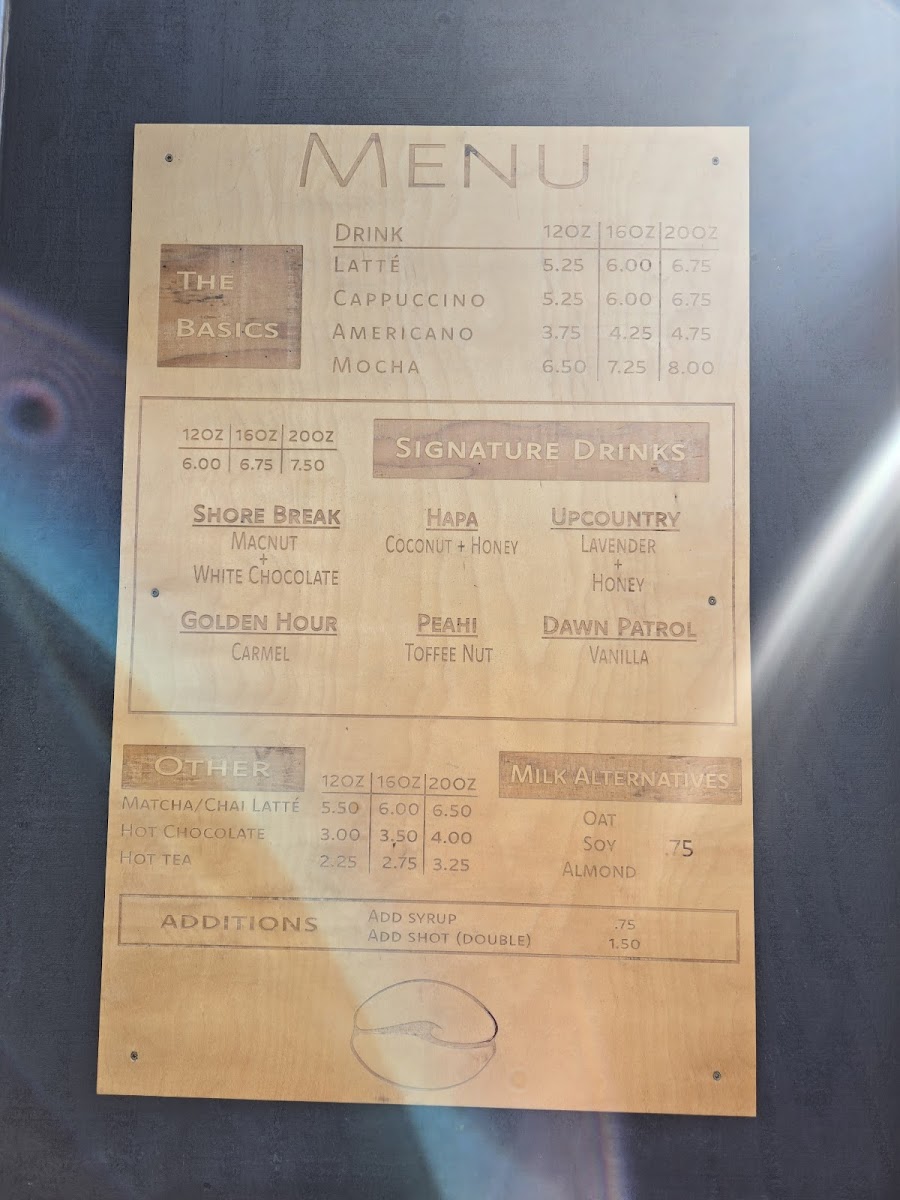 MENU
THE
BASICS
DRINK 12OZ 16OZ 20OZ
LATTÉ 5.25 6.00 6.75
CAPPUCCINO 5.25 6.00 6.75
AMERICANO 3.75 4.25 4.75
MOCHA 6.50 7.25 8.00
12OZ 16OZ 20OZ
6.00 6.75 7.50
SIGNATURE DRINKS
SHORE BREAK
MACNUT
+
WHITE CHOCOLATE
HAPA
COCONUT + HONEY
UPCOUNTRY
LAVENDER
+
HONEY
GOLDEN HOUR
CARMEL
PEAHI
TOFFEE NUT
DAWN PATROL
VANILLA
OTHER 12OZ 16OZ 20OZ
MATCHA/CHAI LATTÉ 5.50 6.00 6.50
HOT CHOCOLATE 3.00 3.50 4.00
HOT TEA 2.25 2.75 3.25
MILK ALTERNATIVES
OAT
SOY .75
ALMOND
ADDITIONS
ADD SYRUP .75
ADD SHOT (DOUBLE) 1.50